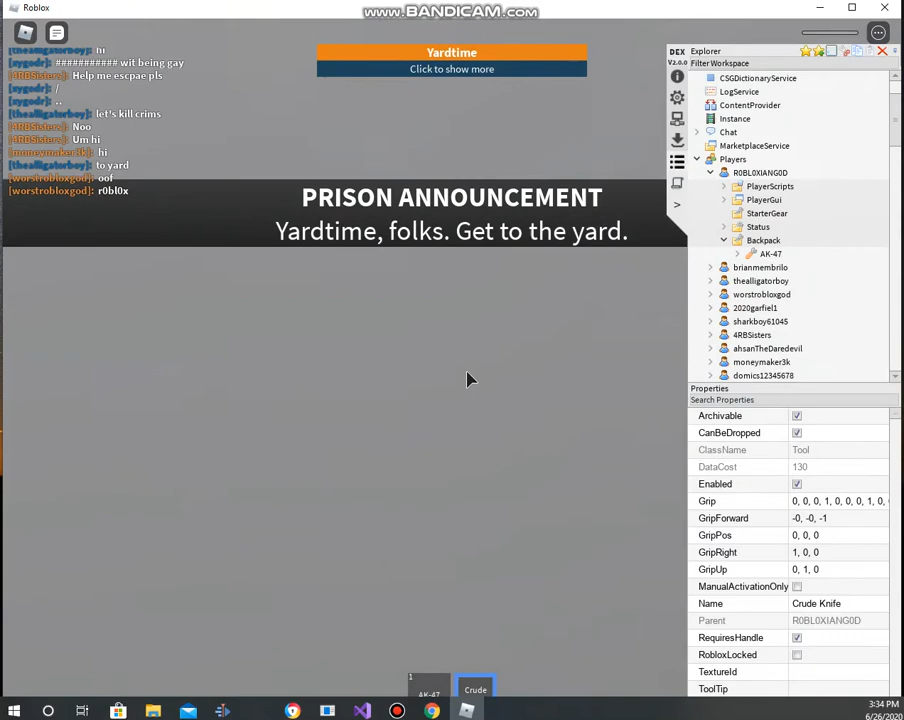 www.BANDICAM.com
Roblox
Yardtime
Click to show more
[thealligatorboy]: hi
[xygodr]: ########### wit being gay
[4RBSisters]: Help me escpae pls
[xygodr]: /
[xygodr]: ..
[thealligatorboy]: let's kill crims
[4RBSisters]: Noo
[4RBSisters]: Um hi
[moneymaker3k]: hi
[thealligatorboy]: to yard
[worstrobloxgod]: oof
[worstrobloxgod]: r0bl0x
PRISON ANNOUNCEMENT
Yardtime, folks. Get to the yard.
1
AK-47
Crude
DEX
V2.0.0
Explorer
Filter Workspace
CSGDictionaryService
LogService
ContentProvider
Instance
Chat
MarketplaceService
Players
R0BL0XIANG0D
PlayerScripts
PlayerGui
StarterGear
Status
Backpack
AK-47
brianmembrilo
thealligatorboy
worstrobloxgod
2020garfiel1
sharkboy61045
4RBSisters
ahsanTheDaredevil
moneymaker3k
domics12345678
Properties
Search Properties
Archivable
CanBeDropped
ClassName Tool
DataCost 130
Enabled
Grip 0, 0, 0, 1, 0, 0, 0, 1, 0,
GripForward -0, -0, -1
GripPos 0, 0, 0
GripRight 1, 0, 0
GripUp 0, 1, 0
ManualActivationOnly
Name Crude Knife
Parent R0BL0XIANG0D
RequiresHandle
RobloxLocked
TextureId
ToolTip
3:34 PM
6/26/2020